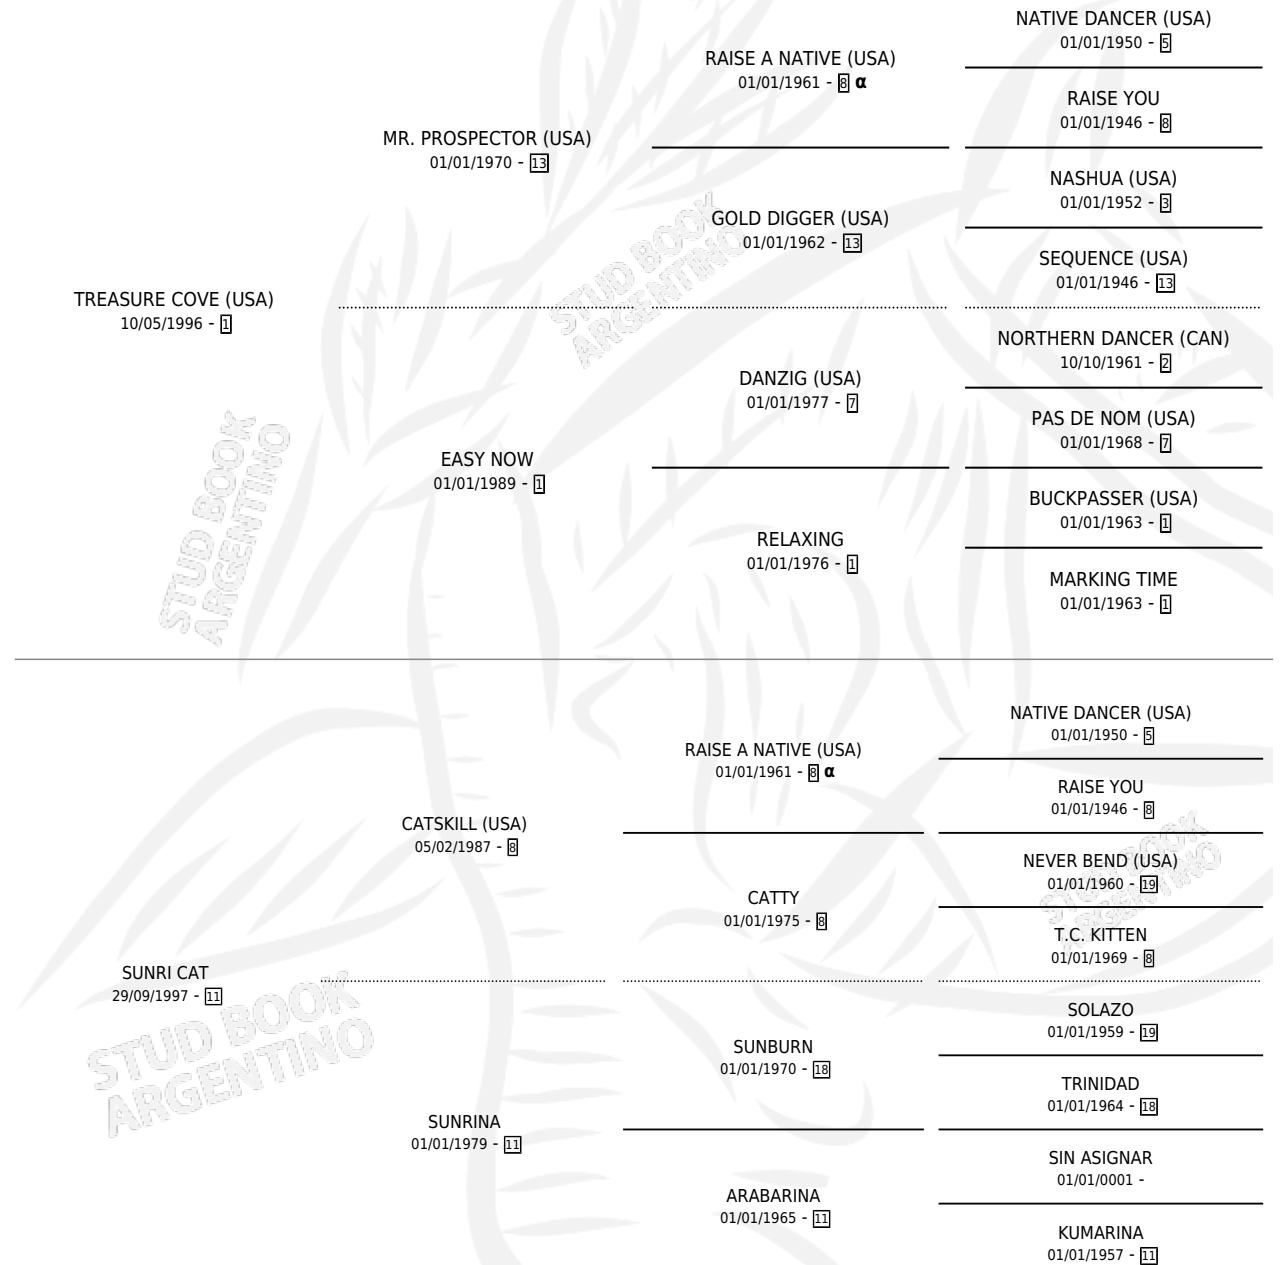 NATIVE DANCER (USA)
01/01/1950 - 5
RAISE A NATIVE (USA)
01/01/1961 - 8 α
RAISE YOU
01/01/1946 - 8
MR. PROSPECTOR (USA)
01/01/1970 - 13
NASHUA (USA)
01/01/1952 - 3
GOLD DIGGER (USA)
01/01/1962 - 13
SEQUENCE (USA)
01/01/1946 - 13
TREASURE COVE (USA)
10/05/1996 - 1
NORTHERN DANCER (CAN)
10/10/1961 - 2
DANZIG (USA)
01/01/1977 - 7
PAS DE NOM (USA)
01/01/1968 - 7
EASY NOW
01/01/1989 - 1
BUCKPASSER (USA)
01/01/1963 - 1
RELAXING
01/01/1976 - 1
MARKING TIME
01/01/1963 - 1
NATIVE DANCER (USA)
01/01/1950 - 5
RAISE A NATIVE (USA)
01/01/1961 - 8 α
RAISE YOU
01/01/1946 - 8
CATSKILL (USA)
05/02/1987 - 8
NEVER BEND (USA)
01/01/1960 - 19
CATTY
01/01/1975 - 8
T.C. KITTEN
01/01/1969 - 8
SUNRI CAT
29/09/1997 - 11
SOLAZO
01/01/1959 - 19
SUNBURN
01/01/1970 - 18
TRINIDAD
01/01/1964 - 18
SUNRINA
01/01/1979 - 11
SIN ASIGNAR
01/01/0001 -
ARABARINA
01/01/1965 - 11
KUMARINA
01/01/1957 - 11
STUD BOOK
ARGENTINO
STUD BOOK
ARGENTINO
STUD BOOK
ARGENTINO
STUD BOOK
ARGENTINO